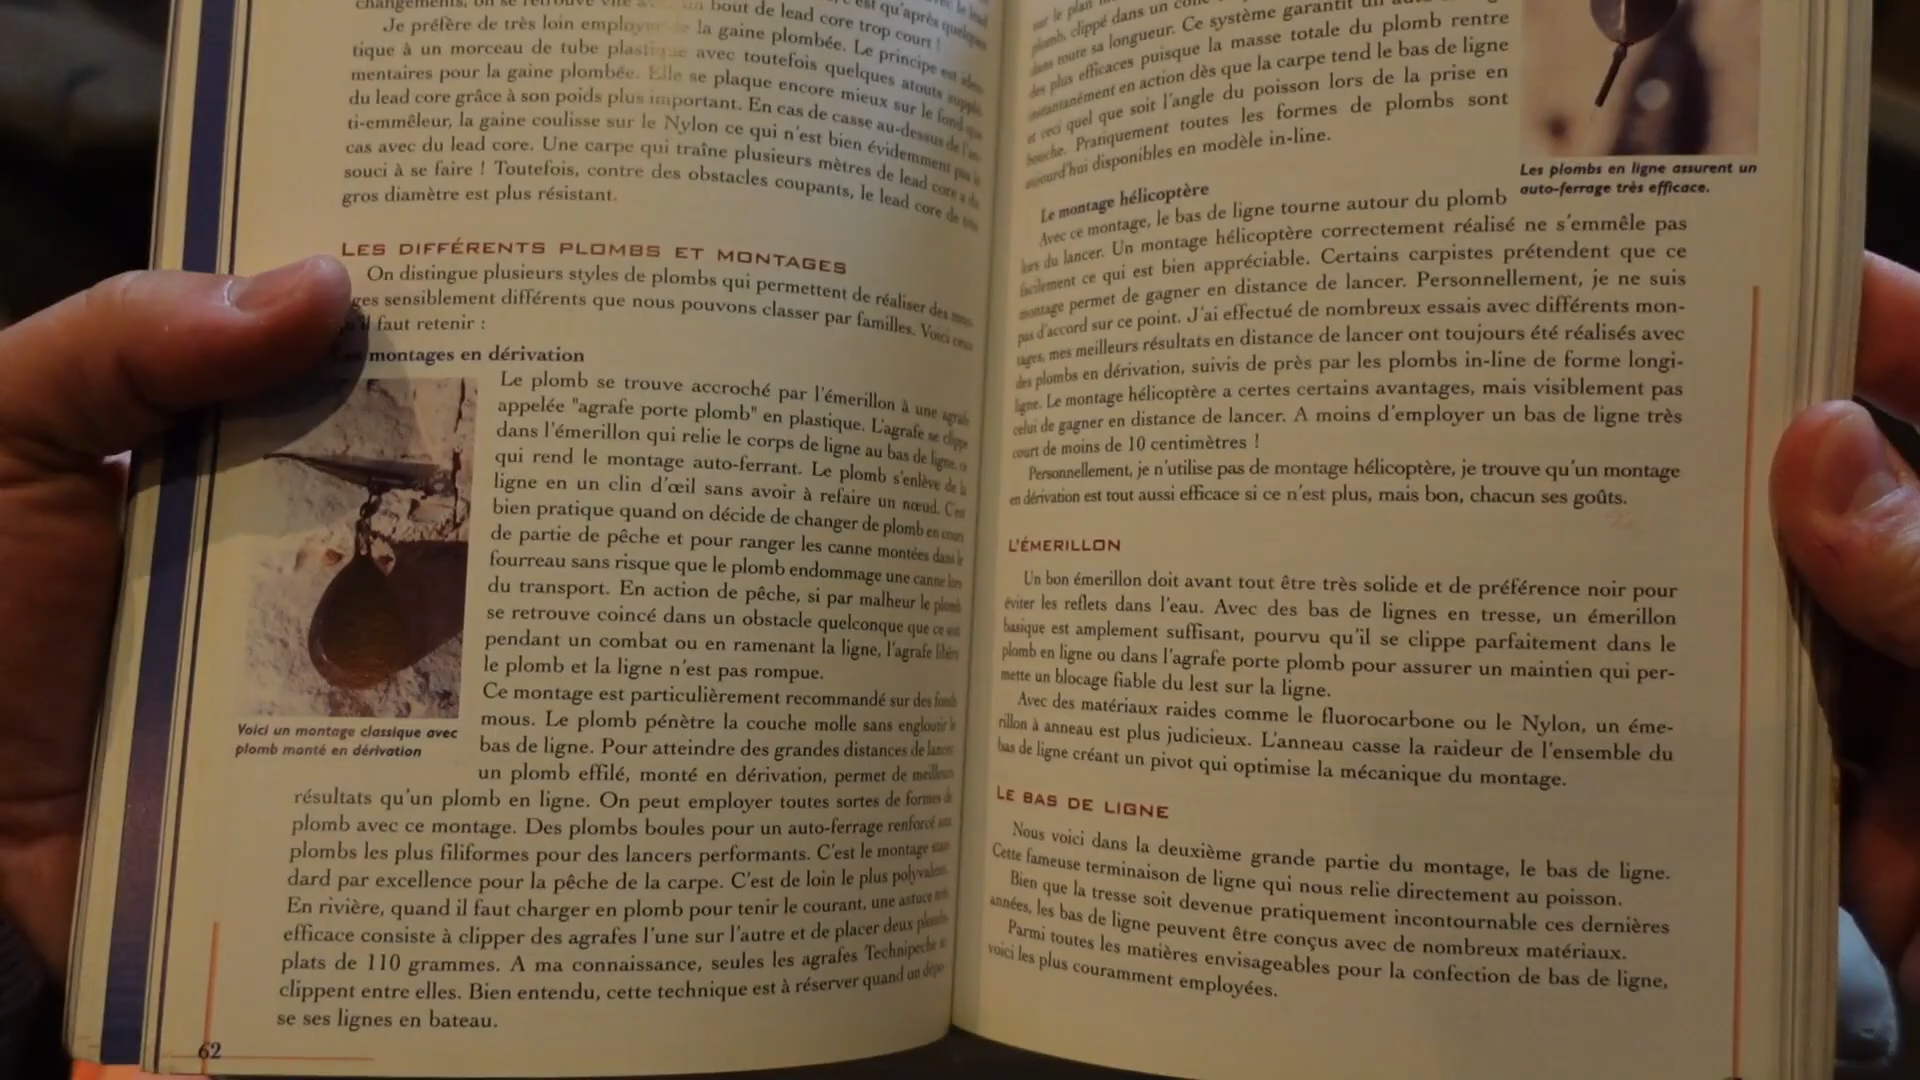 bout de lead core trop court !
Je préfère de très loin employer la gaine plombée. Le principe est iden-
tique à un morceau de tube plastique avec toutefois quelques atouts supplé-
mentaires pour la gaine plombée. Elle se plaque encore mieux sur le fond que
du lead core grâce à son poids plus important. En cas de casse au-dessus de l'an-
ti-emmêleur, la gaine coulisse sur le Nylon ce qui n'est bien évidemment pas le
cas avec du lead core. Une carpe qui traîne plusieurs mètres de lead core a de
souci à se faire ! Toutefois, contre des obstacles coupants, le lead core de très
gros diamètre est plus résistant.
LES DIFFÉRENTS PLOMBS ET MONTAGES
On distingue plusieurs styles de plombs qui permettent de réaliser des mon-
ges sensiblement différents que nous pouvons classer par familles. Voici ceux
faut retenir :
montages en dérivation
Le plomb se trouve accroché par l'émerillon à une agrafe
appelée "agrafe porte plomb" en plastique. L'agrafe se clippe
dans l'émerillon qui relie le corps de ligne au bas de ligne, ce
qui rend le montage auto-ferrant. Le plomb s'enlève de la
ligne en un clin d'œil sans avoir à refaire un nœud. C'est
bien pratique quand on décide de changer de plomb en cours
de partie de pêche et pour ranger les canne montées dans le
fourreau sans risque que le plomb endommage une canne lors
du transport. En action de pêche, si par malheur le plomb
se retrouve coincé dans un obstacle quelconque que ce soit
pendant un combat ou en ramenant la ligne, l'agrafe libère
le plomb et la ligne n'est pas rompue.
Ce montage est particulièrement recommandé sur des fonds
mous. Le plomb pénètre la couche molle sans engloutir le
bas de ligne. Pour atteindre des grandes distances de lancer
un plomb effilé, monté en dérivation, permet de meilleurs
résultats qu'un plomb en ligne. On peut employer toutes sortes de formes de
plomb avec ce montage. Des plombs boules pour un auto-ferrage renforcé aux
plombs les plus filiformes pour des lancers performants. C'est le montage stan-
dard par excellence pour la pêche de la carpe. C'est de loin le plus polyvalent.
En rivière, quand il faut charger en plomb pour tenir le courant, une astuce très
efficace consiste à clipper des agrafes l'une sur l'autre et de placer deux plombs
plats de 110 grammes. A ma connaissance, seules les agrafes Technipeche se
clippent entre elles. Bien entendu, cette technique est à réserver quand on dépo-
se ses lignes en bateau.
Voici un montage classique avec
plomb monté en dérivation
62
sur le plan
plomb, clippé dans un
dans toute sa longueur. Ce système garantit un
des plus efficaces puisque la masse totale du plomb rentre
instantanément en action dès que la carpe tend le bas de ligne
et ceci quel que soit l'angle du poisson lors de la prise en
bouche. Pratiquement toutes les formes de plombs sont
aujourd'hui disponibles en modèle in-line.
Les plombs en ligne assurent un
auto-ferrage très efficace.
Le montage hélicoptère
Avec ce montage, le bas de ligne tourne autour du plomb
lors du lancer. Un montage hélicoptère correctement réalisé ne s'emmêle pas
facilement ce qui est bien appréciable. Certains carpistes prétendent que ce
montage permet de gagner en distance de lancer. Personnellement, je ne suis
pas d'accord sur ce point. J'ai effectué de nombreux essais avec différents mon-
tages, mes meilleurs résultats en distance de lancer ont toujours été réalisés avec
des plombs en dérivation, suivis de près par les plombs in-line de forme longi-
ligne. Le montage hélicoptère a certes certains avantages, mais visiblement pas
celui de gagner en distance de lancer. A moins d'employer un bas de ligne très
court de moins de 10 centimètres !
Personnellement, je n'utilise pas de montage hélicoptère, je trouve qu'un montage
en dérivation est tout aussi efficace si ce n'est plus, mais bon, chacun ses goûts.
L'ÉMERILLON
Un bon émerillon doit avant tout être très solide et de préférence noir pour
éviter les reflets dans l'eau. Avec des bas de lignes en tresse, un émerillon
basique est amplement suffisant, pourvu qu'il se clippe parfaitement dans le
plomb en ligne ou dans l'agrafe porte plomb pour assurer un maintien qui per-
mette un blocage fiable du lest sur la ligne.
Avec des matériaux raides comme le fluorocarbone ou le Nylon, un éme-
rillon à anneau est plus judicieux. L'anneau casse la raideur de l'ensemble du
bas de ligne créant un pivot qui optimise la mécanique du montage.
LE BAS DE LIGNE
Nous voici dans la deuxième grande partie du montage, le bas de ligne.
Cette fameuse terminaison de ligne qui nous relie directement au poisson.
Bien que la tresse soit devenue pratiquement incontournable ces dernières
années, les bas de ligne peuvent être conçus avec de nombreux matériaux.
Parmi toutes les matières envisageables pour la confection de bas de ligne,
voici les plus couramment employées.